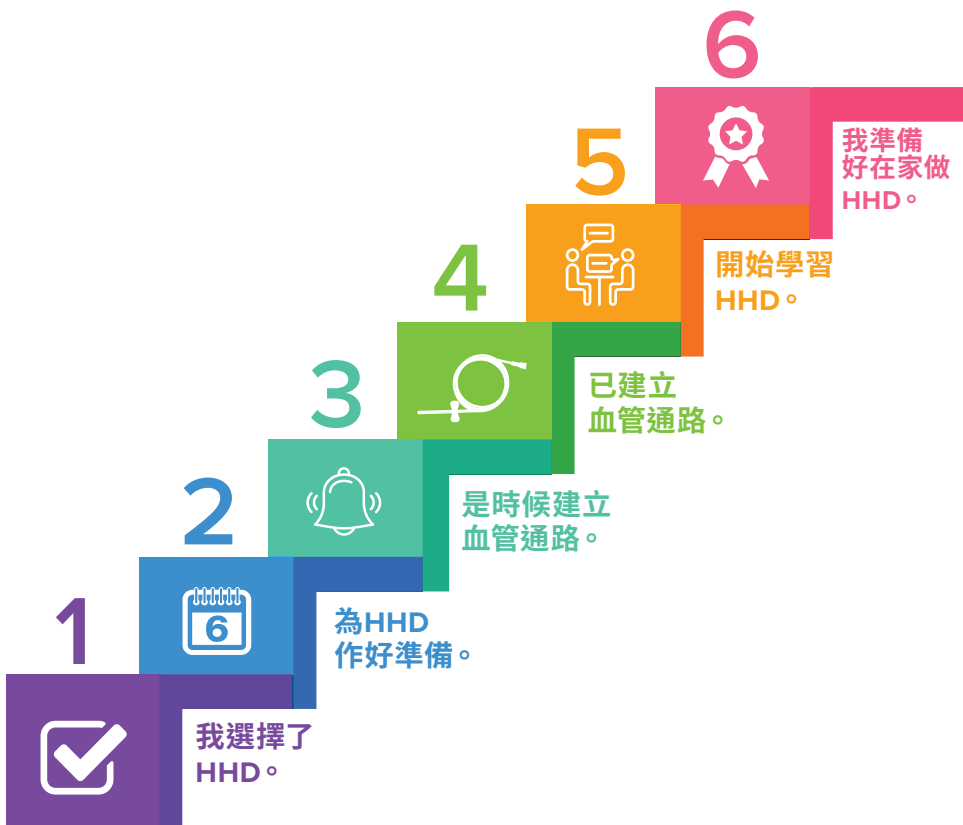 6
我準備
好在家做
HHD。
5
開始學習
HHD。
4
已建立
血管通路。
3
是時候建立
血管通路。
2
6
為HHD
作好準備。
1
我選擇了
HHD。